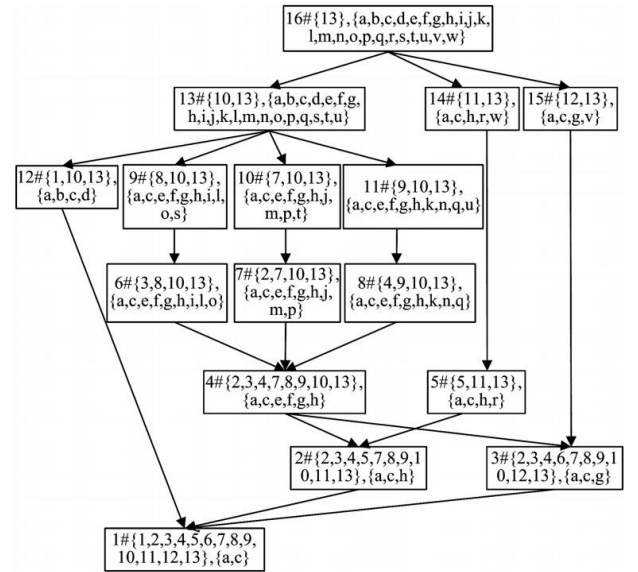 16#{13},{a,b,c,d,e,f,g,h,i,j,k,
l,m,n,o,p,q,r,s,t,u,v,w}
13#{10,13},{a,b,c,d,e,f,g,
h,i,j,k,l,m,n,o,p,q,s,t,u}
14#{11,13},
{a,c,h,r,w}
15#{12,13},
{a,c,g,v}
12#{1,10,13},
{a,b,c,d}
9#{8,10,13},
{a,c,e,f,g,h,i,l,
o,s}
10#{7,10,13},
{a,c,e,f,g,h,j,
m,p,t}
11#{9,10,13},
{a,c,e,f,g,h,k,n,q,u}
6#{3,8,10,13},
{a,c,e,f,g,h,i,l,o}
7#{2,7,10,13},
{a,c,e,f,g,h,j,
m,p}
8#{4,9,10,13},
{a,c,e,f,g,h,k,n,q}
4#{2,3,4,7,8,9,10,13},
{a,c,e,f,g,h}
5#{5,11,13},
{a,c,h,r}
2#{2,3,4,5,7,8,9,1
0,11,13},{a,c,h}
3#{2,3,4,6,7,8,9,1
0,12,13},{a,c,g}
1#{1,2,3,4,5,6,7,8,9,
10,11,12,13},{a,c}